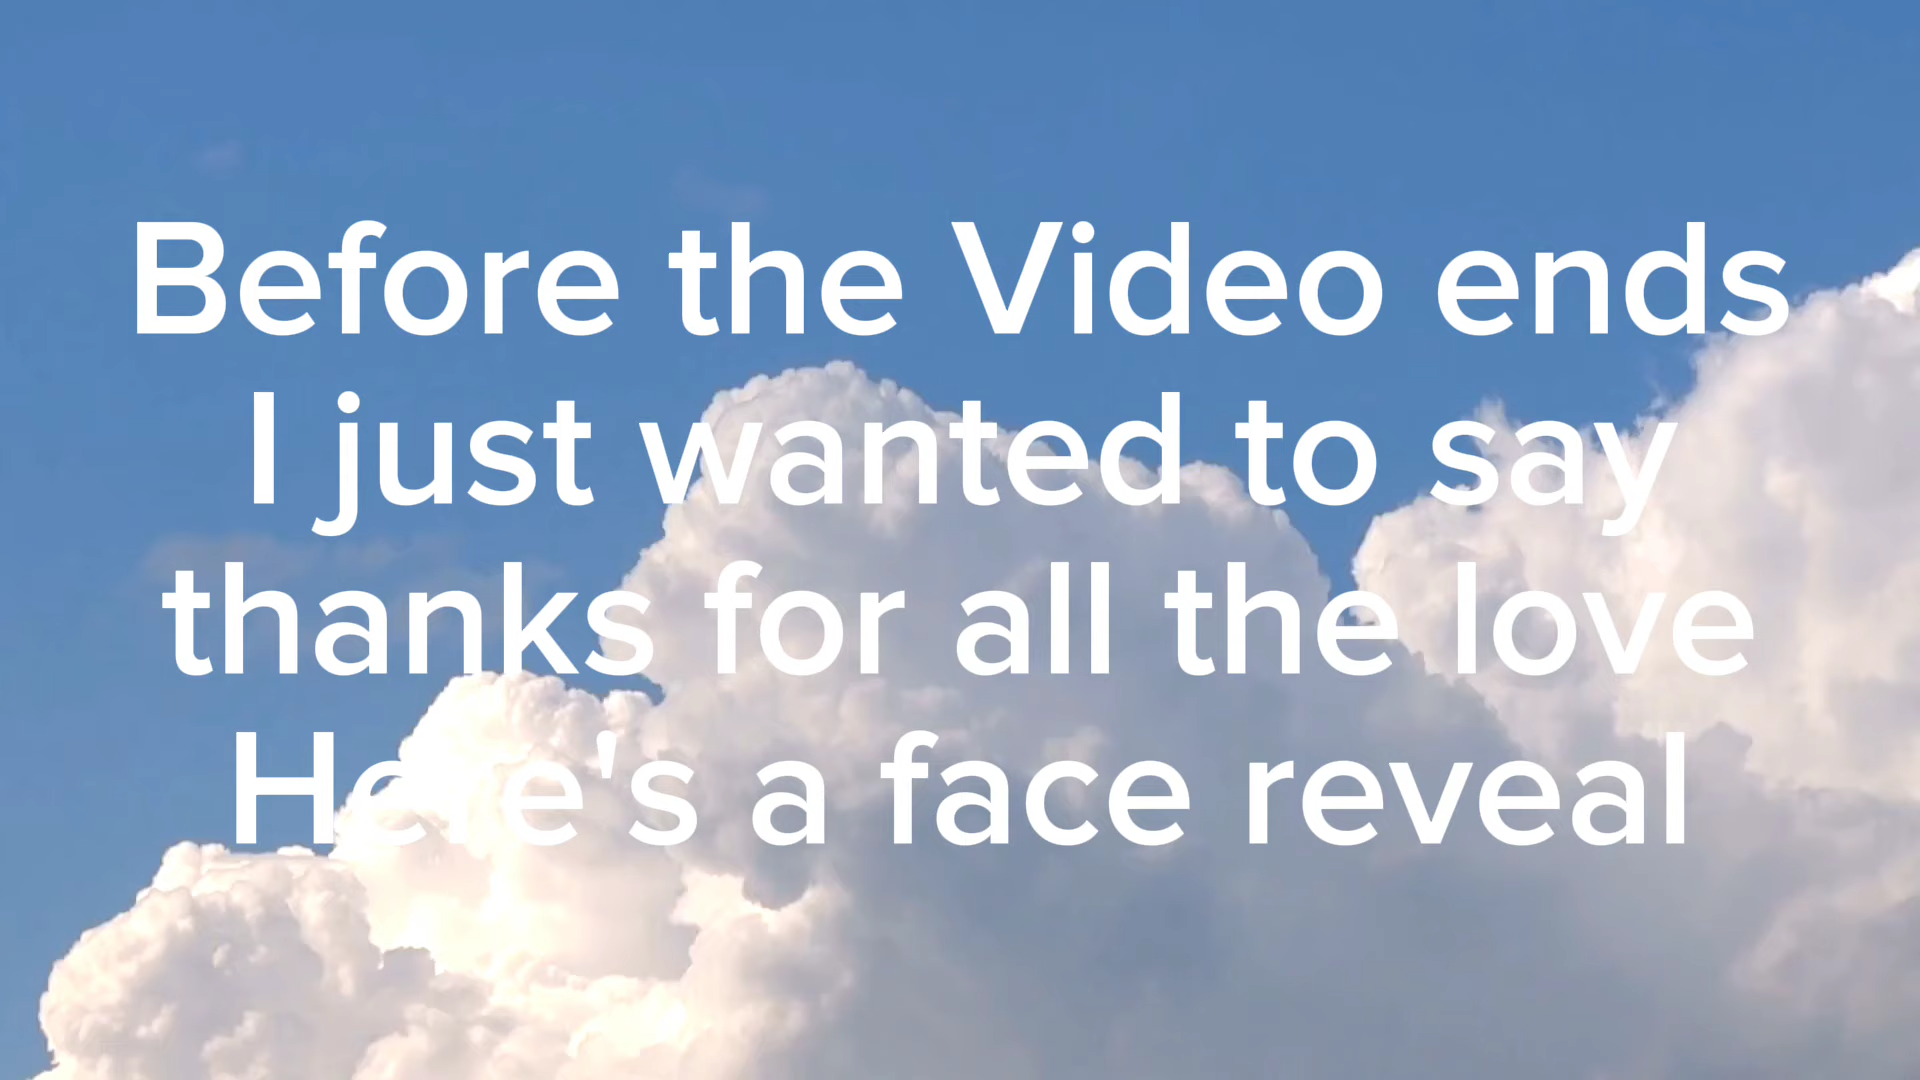 Before the Video ends
I just wanted to say
thanks for all the love
Here's a face reveal